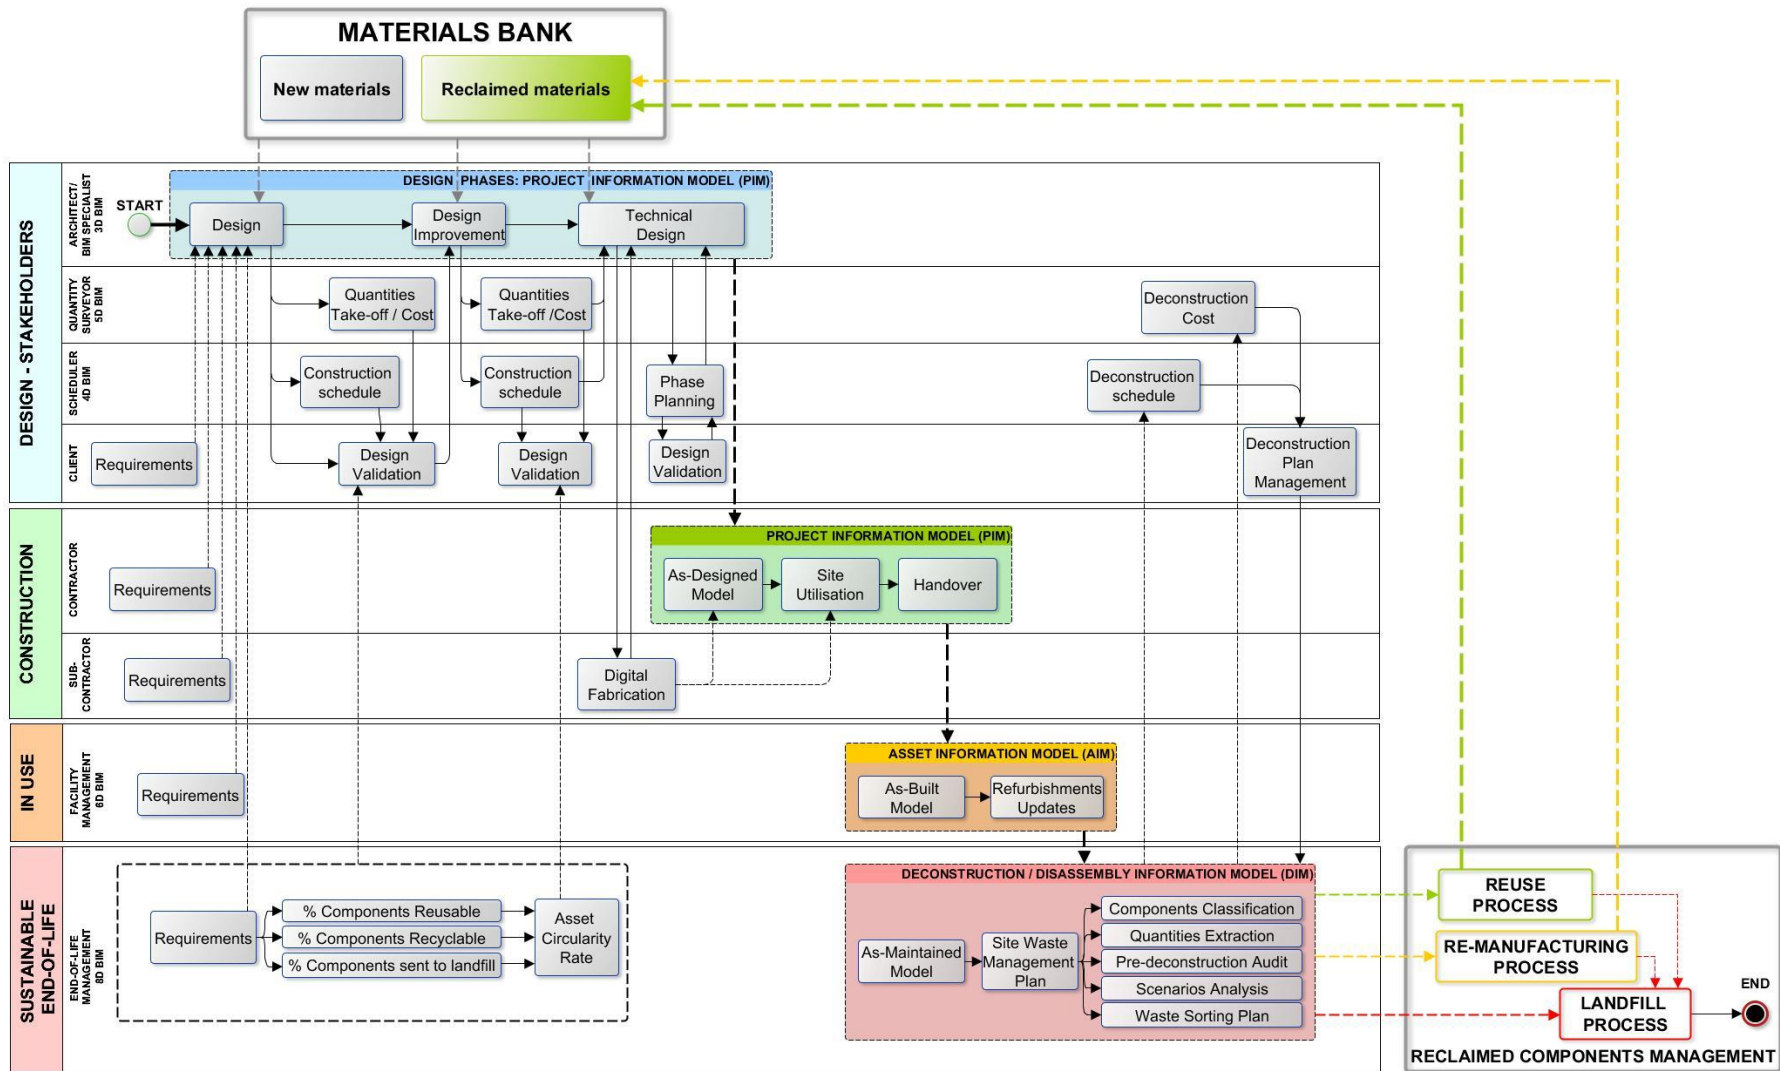 MATERIALS BANK
New materials
Reclaimed materials
DESIGN - STAKEHOLDERS
ARCHITECT/
BIM SPECIALIST
3D BIM
START
DESIGN PHASES: PROJECT INFORMATION MODEL (PIM)
Design
Design
Improvement
Technical
Design
QUANTITY
SURVEYOR
5D BIM
Quantities
Take-off / Cost
Quantities
Take-off /Cost
Deconstruction
Cost
SCHEDULER
4D BIM
Construction
schedule
Construction
schedule
Phase
Planning
Deconstruction
schedule
CLIENT
Requirements
Design
Validation
Design
Validation
Design
Validation
Deconstruction
Plan
Management
CONSTRUCTION
CONTRACTOR
Requirements
PROJECT INFORMATION MODEL (PIM)
As-Designed
Model
Site
Utilisation
Handover
SUB-
CONTRACTOR
Requirements
Digital
Fabrication
IN USE
FACILITY
MANAGEMENT
6D BIM
Requirements
ASSET INFORMATION MODEL (AIM)
As-Built
Model
Refurbishments
Updates
SUSTAINABLE
END-OF-LIFE
END-OF-LIFE
MANAGEMENT
8D BIM
Requirements
% Components Reusable
% Components Recyclable
% Components sent to landfill
Asset
Circularity
Rate
DECONSTRUCTION / DISASSEMBLY INFORMATION MODEL (DIM)
As-Maintained
Model
Site Waste
Management
Plan
Components Classification
Quantities Extraction
Pre-deconstruction Audit
Scenarios Analysis
Waste Sorting Plan
REUSE
PROCESS
RE-MANUFACTURING
PROCESS
LANDFILL
PROCESS
END
RECLAIMED COMPONENTS MANAGEMENT